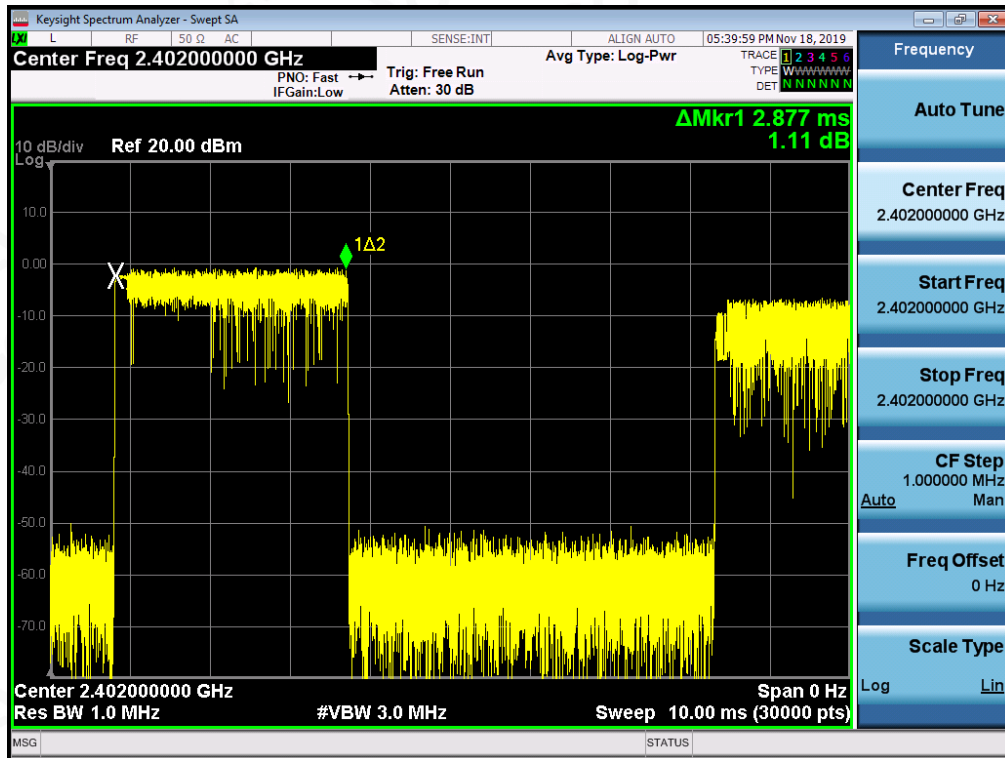 Keysight Spectrum Analyzer - Swept SA
LXI L RF 50 Ω AC SENSE:INT ALIGN AUTO 05:39:59 PM Nov 18, 2019
Center Freq 2.402000000 GHz
PNO: Fast
IFGain:Low
Trig: Free Run
Atten: 30 dB
Avg Type: Log-Pwr
TRACE 1 2 3 4 5 6
TYPE WWWWWW
DET N N N N N N
ΔMkr1 2.877 ms
1.11 dB
10 dB/div
Log
Ref 20.00 dBm
10.0
0.00
-10.0
-20.0
-30.0
-40.0
-50.0
-60.0
-70.0
X
1Δ2
Center 2.402000000 GHz
Span 0 Hz
Res BW 1.0 MHz
#VBW 3.0 MHz
Sweep 10.00 ms (30000 pts)
MSG STATUS
Frequency
Auto Tune
Center Freq
2.402000000 GHz
Start Freq
2.402000000 GHz
Stop Freq
2.402000000 GHz
CF Step
1.000000 MHz
Auto Man
Freq Offset
0 Hz
Scale Type
Log Lin